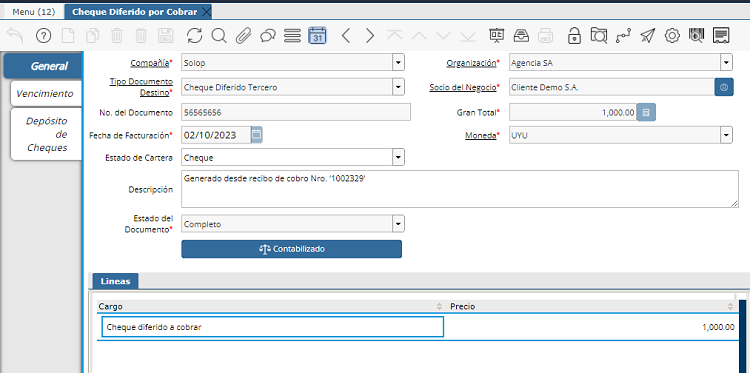 Menu (12) Cheque Diferido por Cobrar
31
General
Vencimiento
Depósito de Cheques
Compañía* Solop Organización* Agencia SA
Tipo Documento Destino* Cheque Diferido Tercero Socio del Negocio* Cliente Demo S.A.
No. del Documento 56565656 Gran Total* 1,000.00
Fecha de Facturación* 02/10/2023 Moneda* UYU
Estado de Cartera Cheque
Descripción Generado desde recibo de cobro Nro. '1002329'
Estado del Documento* Completo
Contabilizado
Lineas
Cargo Precio
Cheque diferido a cobrar 1,000.00